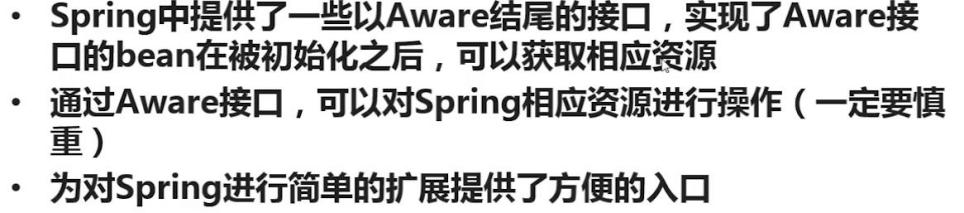 • Spring中提供了一些以Aware结尾的接口，实现了Aware接
口的bean在被初始化之后，可以获取相应资源
• 通过Aware接口，可以对Spring相应资源进行操作（一定要慎
重）
• 为对Spring进行简单的扩展提供了方便的入口